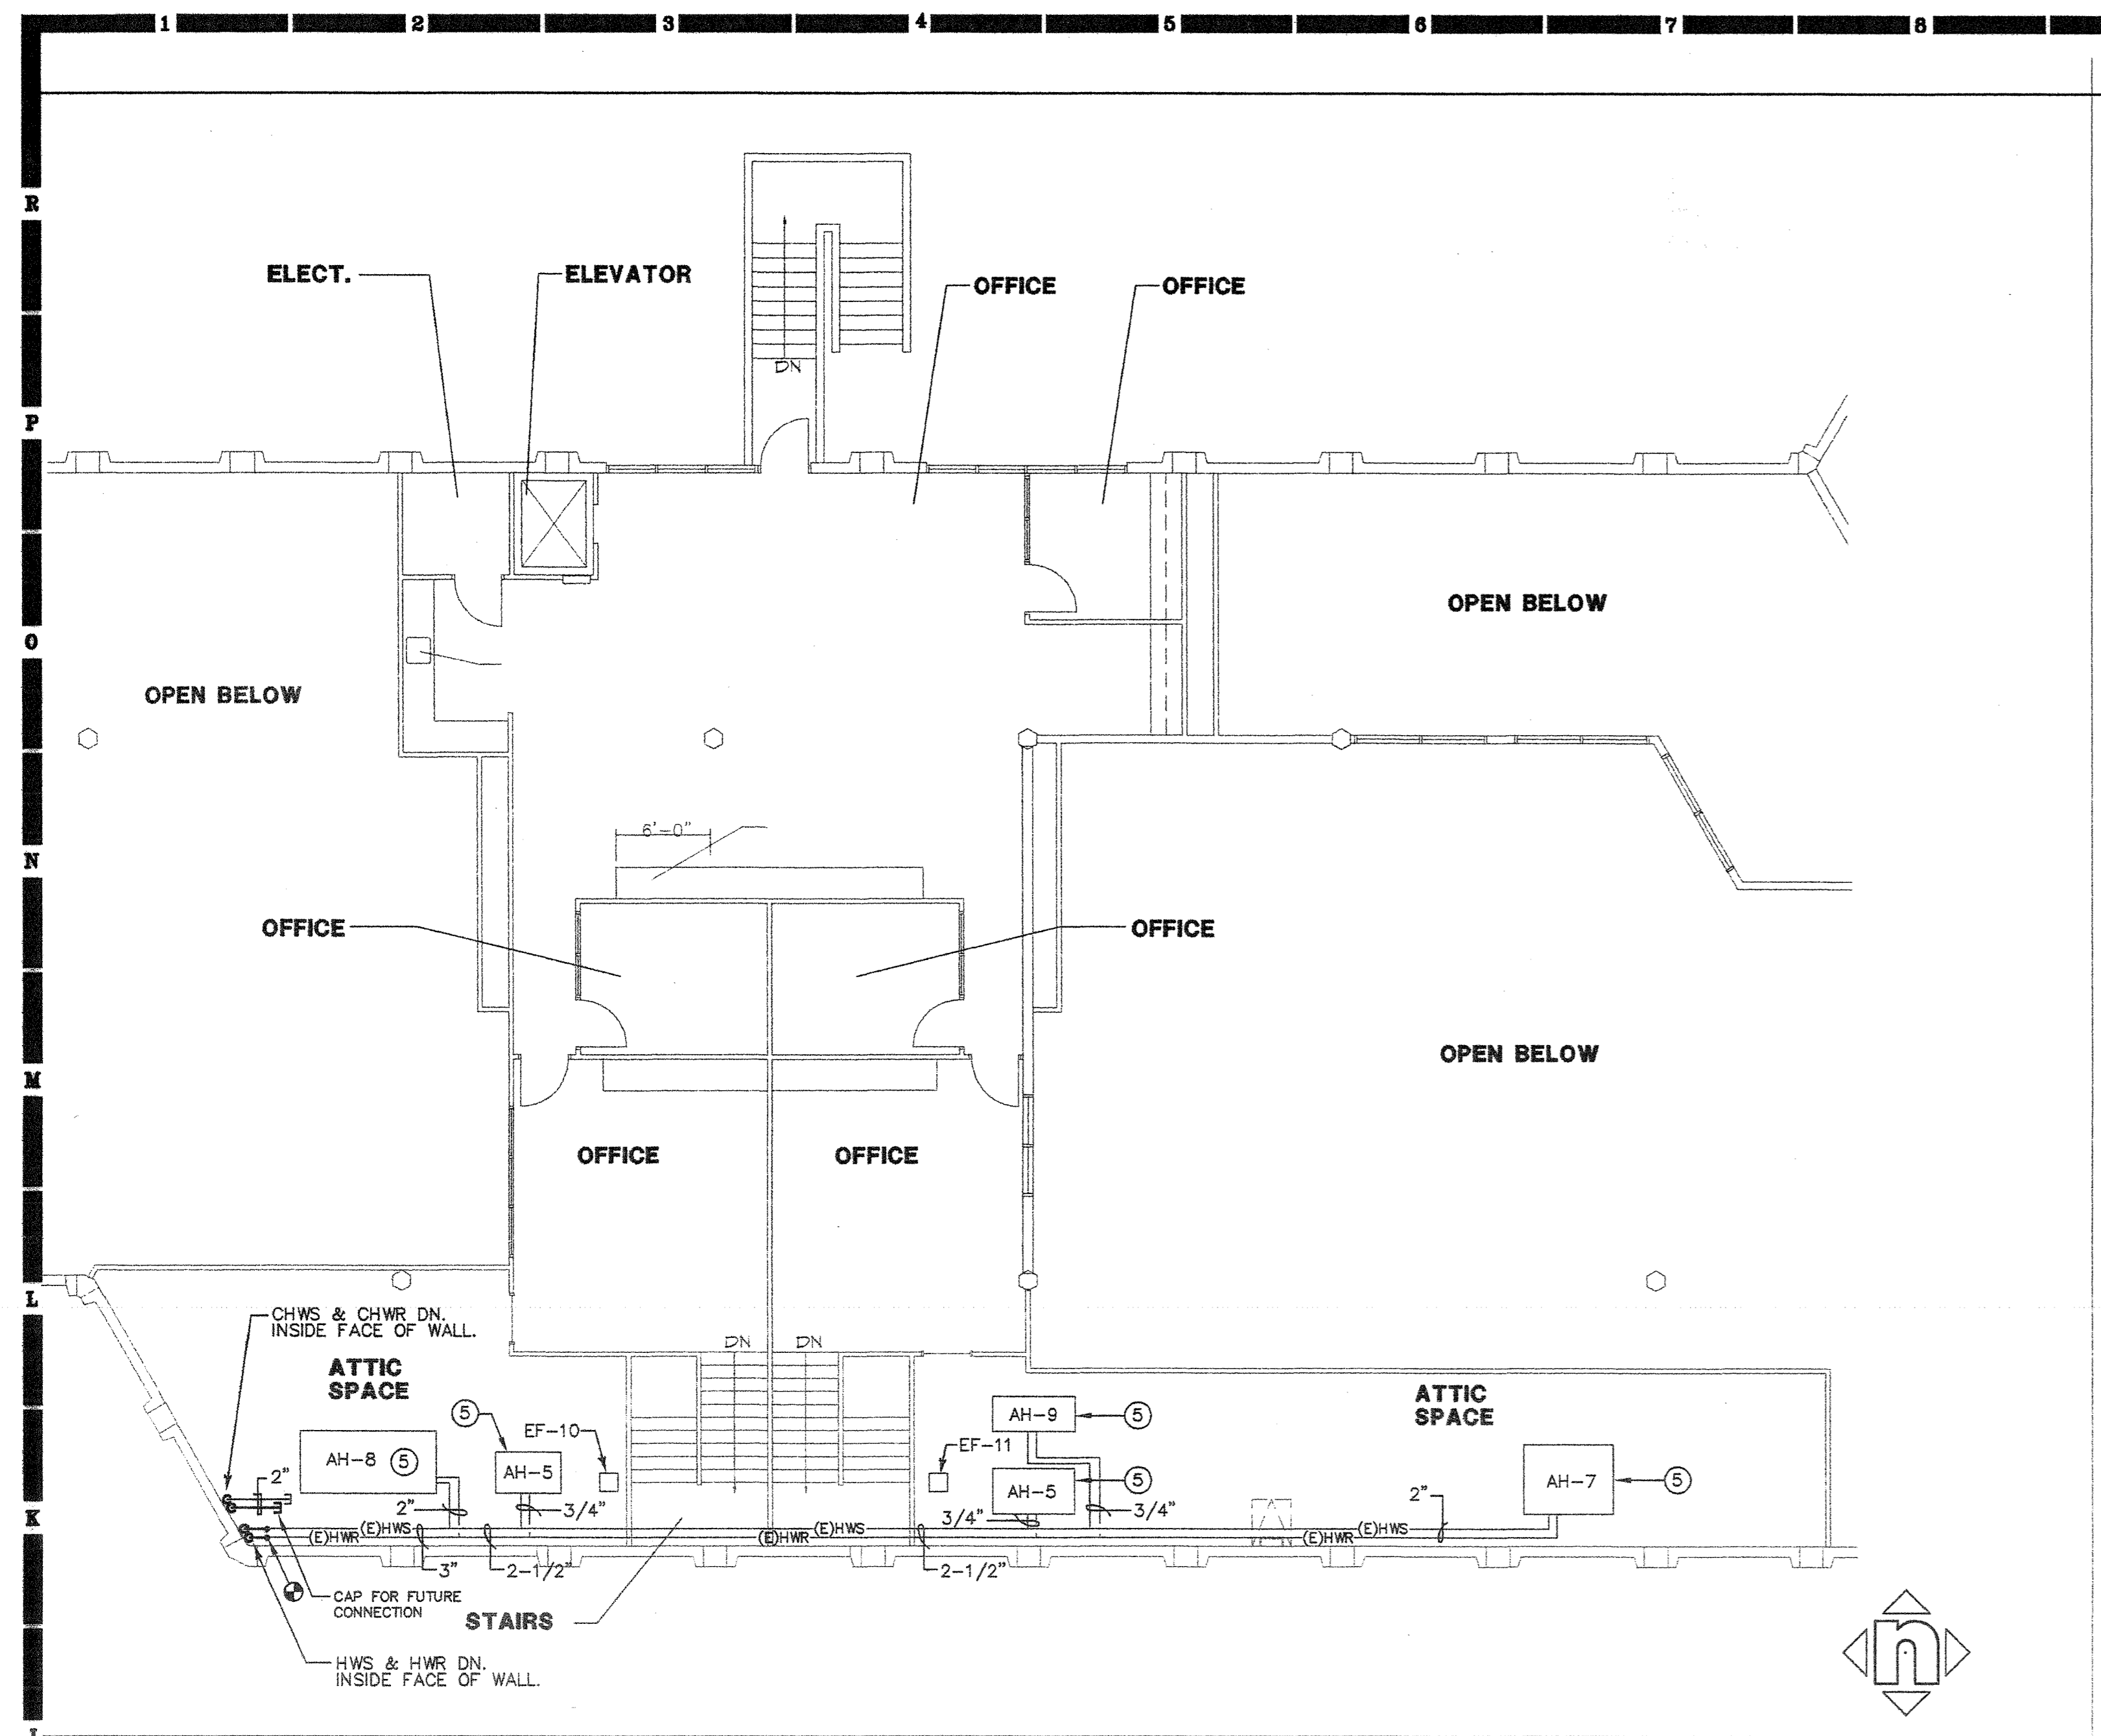 1 2 3 4 5 6 7 8
R
P
O
N
M
L
K
J
ELECT.
ELEVATOR
OFFICE
OFFICE
DN
OPEN BELOW
OPEN BELOW
6'-0"
OFFICE
OFFICE
OPEN BELOW
OFFICE
OFFICE
CHWS & CHWR DN.
INSIDE FACE OF WALL.
DN DN
ATTIC
SPACE
ATTIC
SPACE
5
EF-10
AH-9
5
EF-11
AH-8 5
AH-5
AH-5
5
AH-7
5
2"
2"
3/4"
3/4"
3/4"
2"
(E)HWR
(E)HWS
(E)HWR
(E)HWS
(E)HWR
(E)HWS
3"
2-1/2"
2-1/2"
CAP FOR FUTURE
CONNECTION
STAIRS
HWS & HWR DN.
INSIDE FACE OF WALL.
n